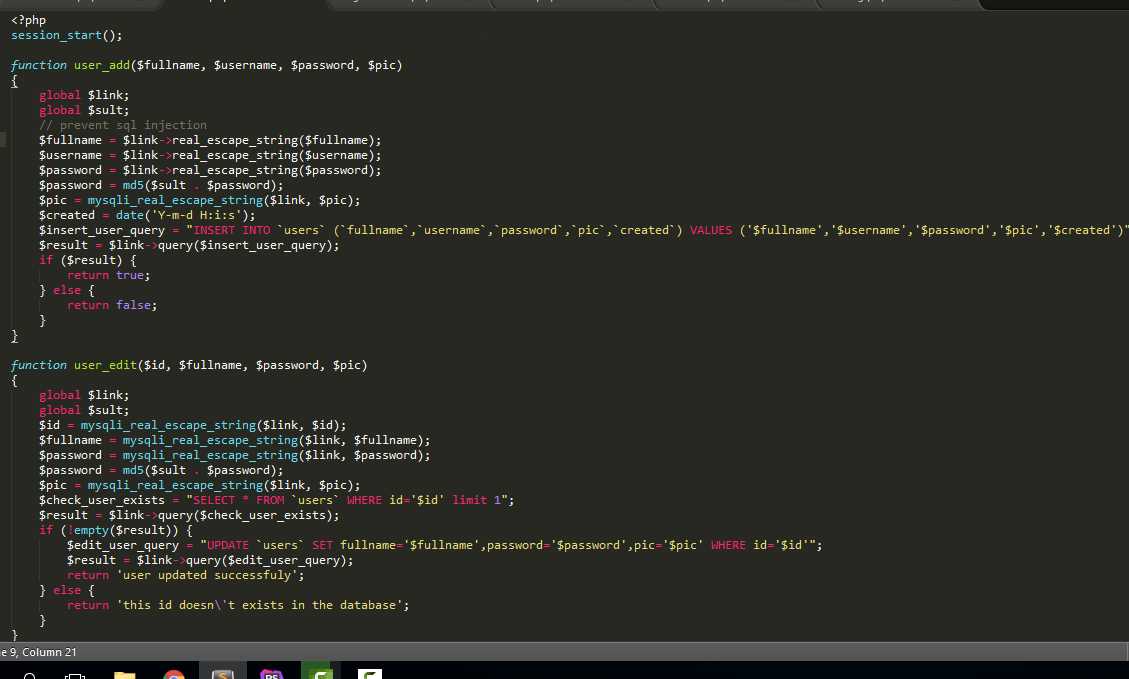 <?php
session_start();
function user_add($fullname, $username, $password, $pic)
{
global $link;
global $sult;
// prevent sql injection
$fullname = $link->real_escape_string($fullname);
$username = $link->real_escape_string($username);
$password = $link->real_escape_string($password);
$password = md5($sult . $password);
$pic = mysqli_real_escape_string($link, $pic);
$created = date('Y-m-d H:i:s');
$insert_user_query = "INSERT INTO `users` (`fullname`,`username`,`password`,`pic`,`created`) VALUES ('$fullname','$username','$password','$pic','$created')"
$result = $link->query($insert_user_query);
if ($result) {
return true;
} else {
return false;
}
}
function user_edit($id, $fullname, $password, $pic)
{
global $link;
global $sult;
$id = mysqli_real_escape_string($link, $id);
$fullname = mysqli_real_escape_string($link, $fullname);
$password = mysqli_real_escape_string($link, $password);
$password = md5($sult . $password);
$pic = mysqli_real_escape_string($link, $pic);
$check_user_exists = "SELECT * FROM `users` WHERE id='$id' limit 1";
$result = $link->query($check_user_exists);
if (!empty($result)) {
$edit_user_query = "UPDATE `users` SET fullname='$fullname',password='$password',pic='$pic' WHERE id='$id'";
$result = $link->query($edit_user_query);
return 'user updated successfuly';
} else {
return 'this id doesn\'t exists in the database';
}
}
e 9, Column 21